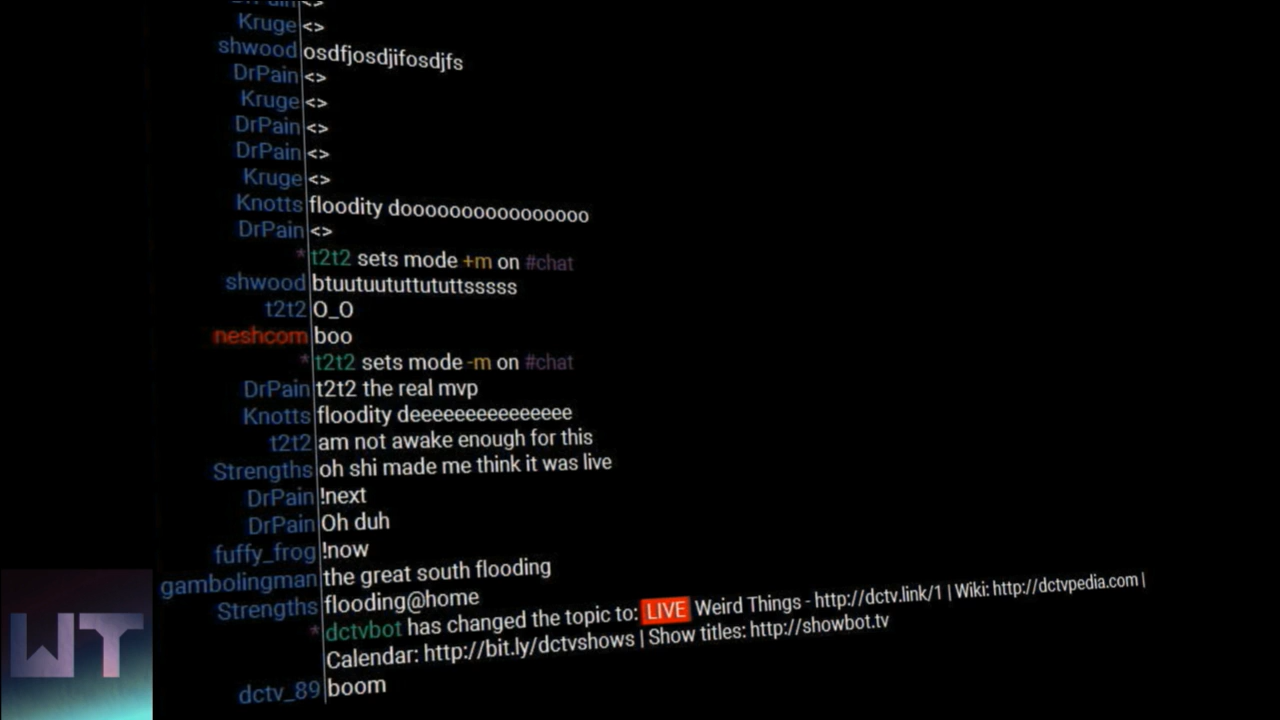 DrPain <>
Kruge <>
shwood osdfjosdjifosdjfs
DrPain <>
Kruge <>
DrPain <>
DrPain <>
Kruge <>
Knotts floodity doooooooooooooooo
DrPain <>
* t2t2 sets mode +m on #chat
shwood btuutuututtututtsssss
t2t2 O_O
neshcom boo
* t2t2 sets mode -m on #chat
DrPain t2t2 the real mvp
Knotts floodity deeeeeeeeeeeeeee
t2t2 am not awake enough for this
Strengths oh shi made me think it was live
DrPain !next
DrPain Oh duh
fuffy_frog !now
gambolingman the great south flooding
Strengths flooding@home
* dctvbot has changed the topic to: LIVE Weird Things - http://dctv.link/1 | Wiki: http://dctvpedia.com |
Calendar: http://bit.ly/dctvshows | Show titles: http://showbot.tv
dctv_89 boom
WT